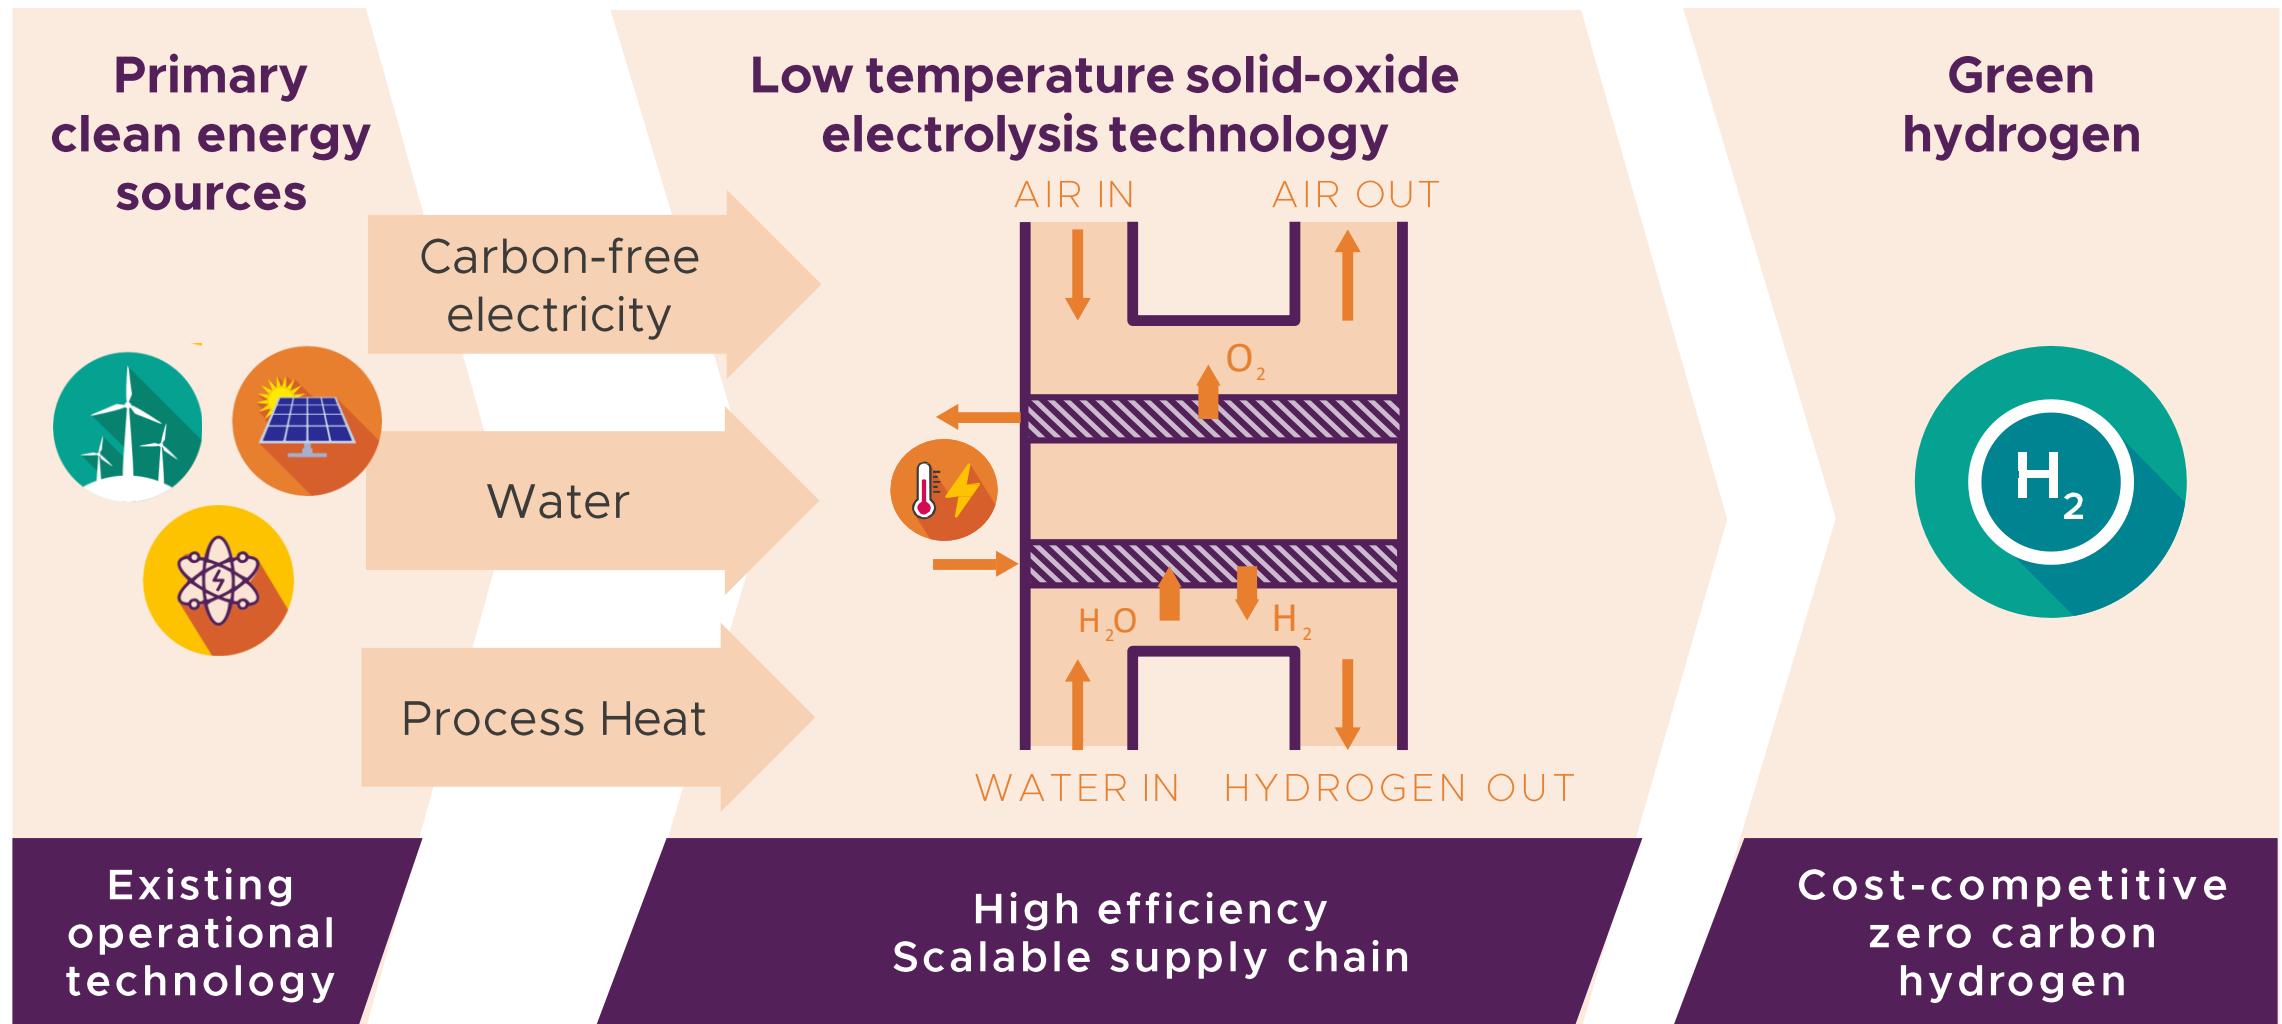 Primary
clean energy
sources
Carbon-free
electricity
Water
Process Heat
Existing
operational
technology
Low temperature solid-oxide
electrolysis technology
AIR IN
AIR OUT
O₂
H₂O
H₂
WATER IN
HYDROGEN OUT
High efficiency
Scalable supply chain
Green
hydrogen
H₂
Cost-competitive
zero carbon
hydrogen